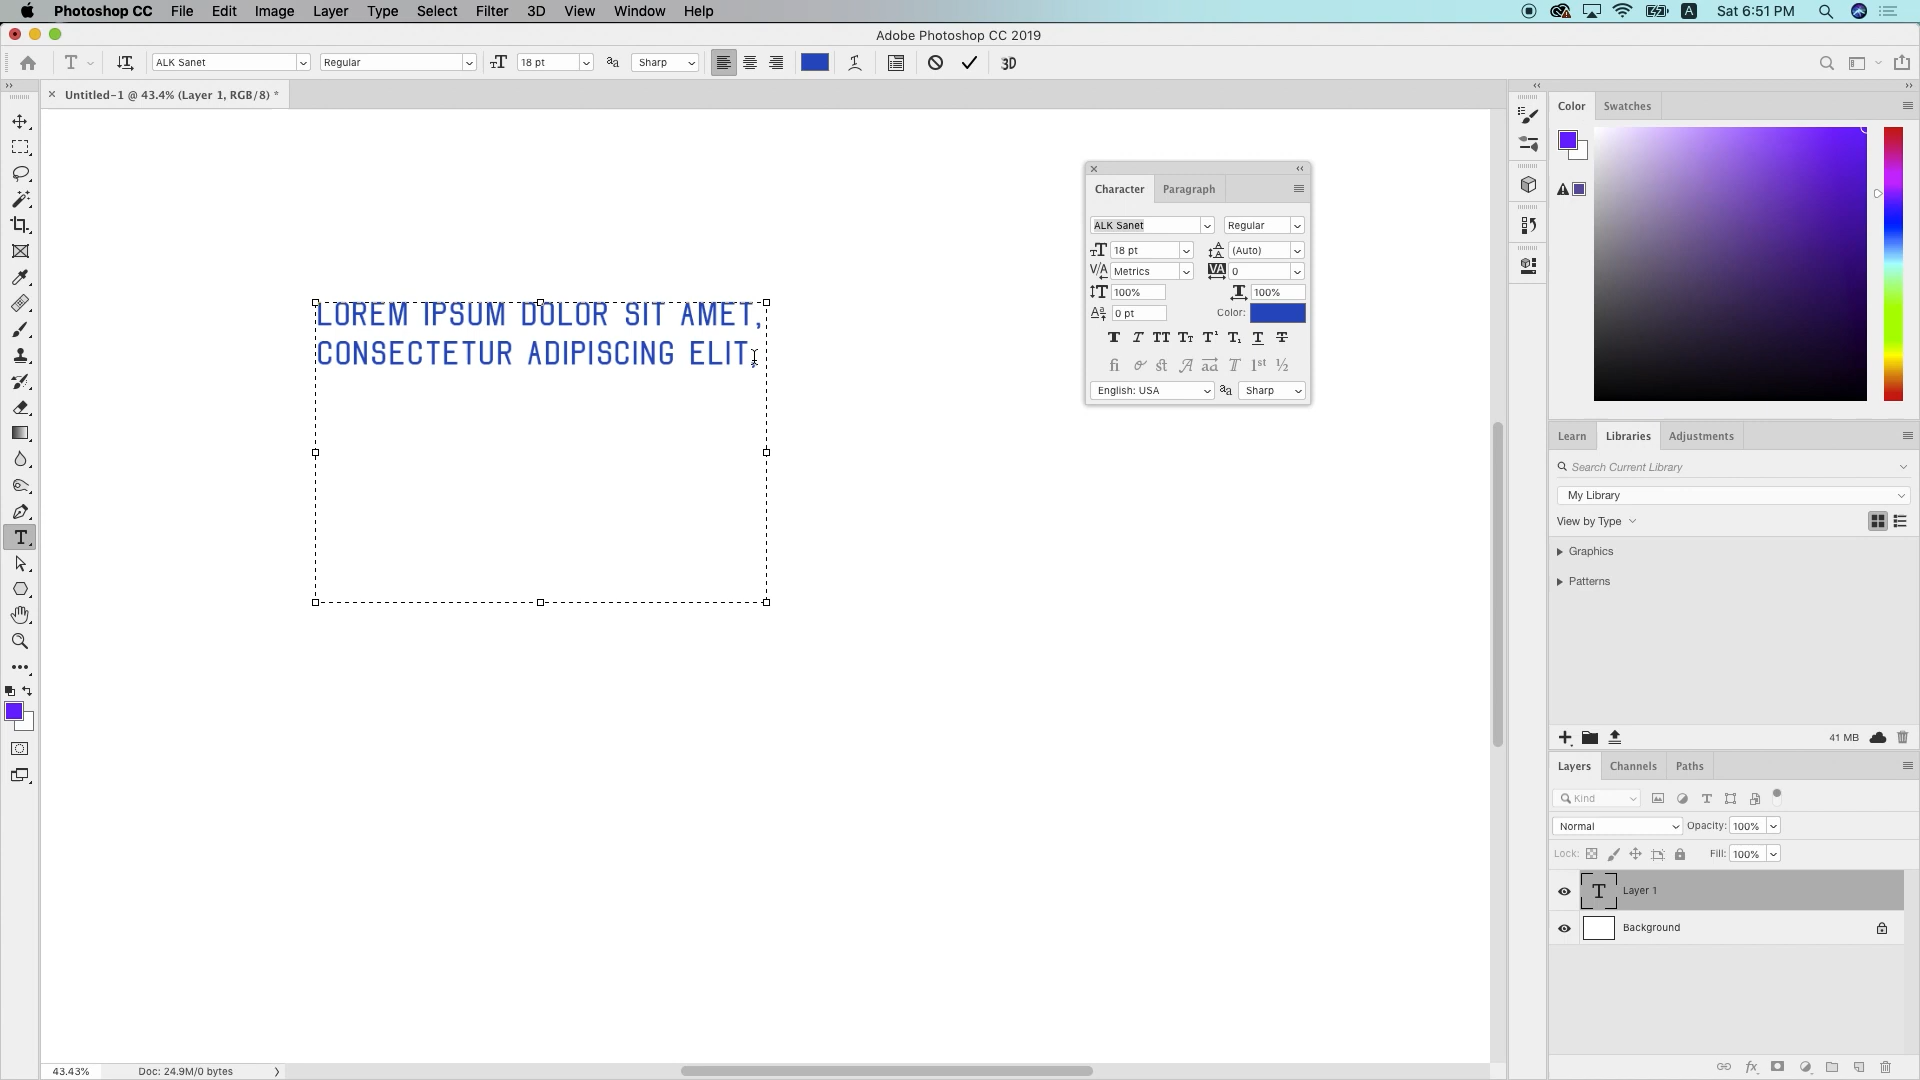 Photoshop CC File Edit Image Layer Type Select Filter 3D View Window Help A Sat 6:51 PM
Adobe Photoshop CC 2019
ALK Sanet Regular 18 pt Sharp 3D
Untitled-1 @ 43.4% (Layer 1, RGB/8) *
LOREM IPSUM DOLOR SIT AMET,
CONSECTETUR ADIPISCING ELIT,
Character Paragraph
ALK Sanet Regular
18 pt (Auto)
Metrics 0
100% 100%
0 pt Color:
English: USA Sharp
Color Swatches
Learn Libraries Adjustments
Search Current Library
My Library
View by Type
Graphics
Patterns
41 MB
Layers Channels Paths
Kind
Normal Opacity: 100%
Lock: Fill: 100%
Layer 1
Background
43.43% Doc: 24.9M/0 bytes